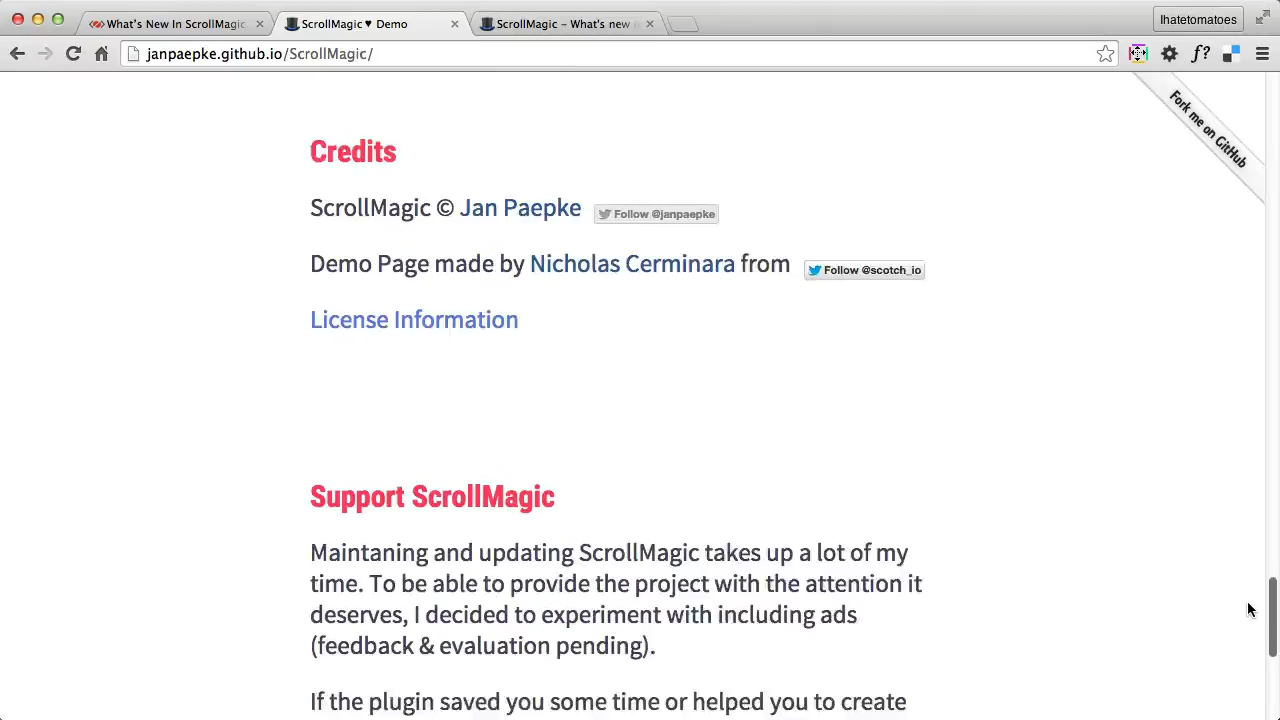 What's New In ScrollMagic
ScrollMagic ♥ Demo
ScrollMagic – What's new
Ihatetomatoes
janpaepke.github.io/ScrollMagic/
f?
Fork me on GitHub
Credits
ScrollMagic © Jan Paepke Follow @janpaepke
Demo Page made by Nicholas Cerminara from Follow @scotch_io
License Information
Support ScrollMagic
Maintaning and updating ScrollMagic takes up a lot of my
time. To be able to provide the project with the attention it
deserves, I decided to experiment with including ads
(feedback & evaluation pending).
If the plugin saved you some time or helped you to create